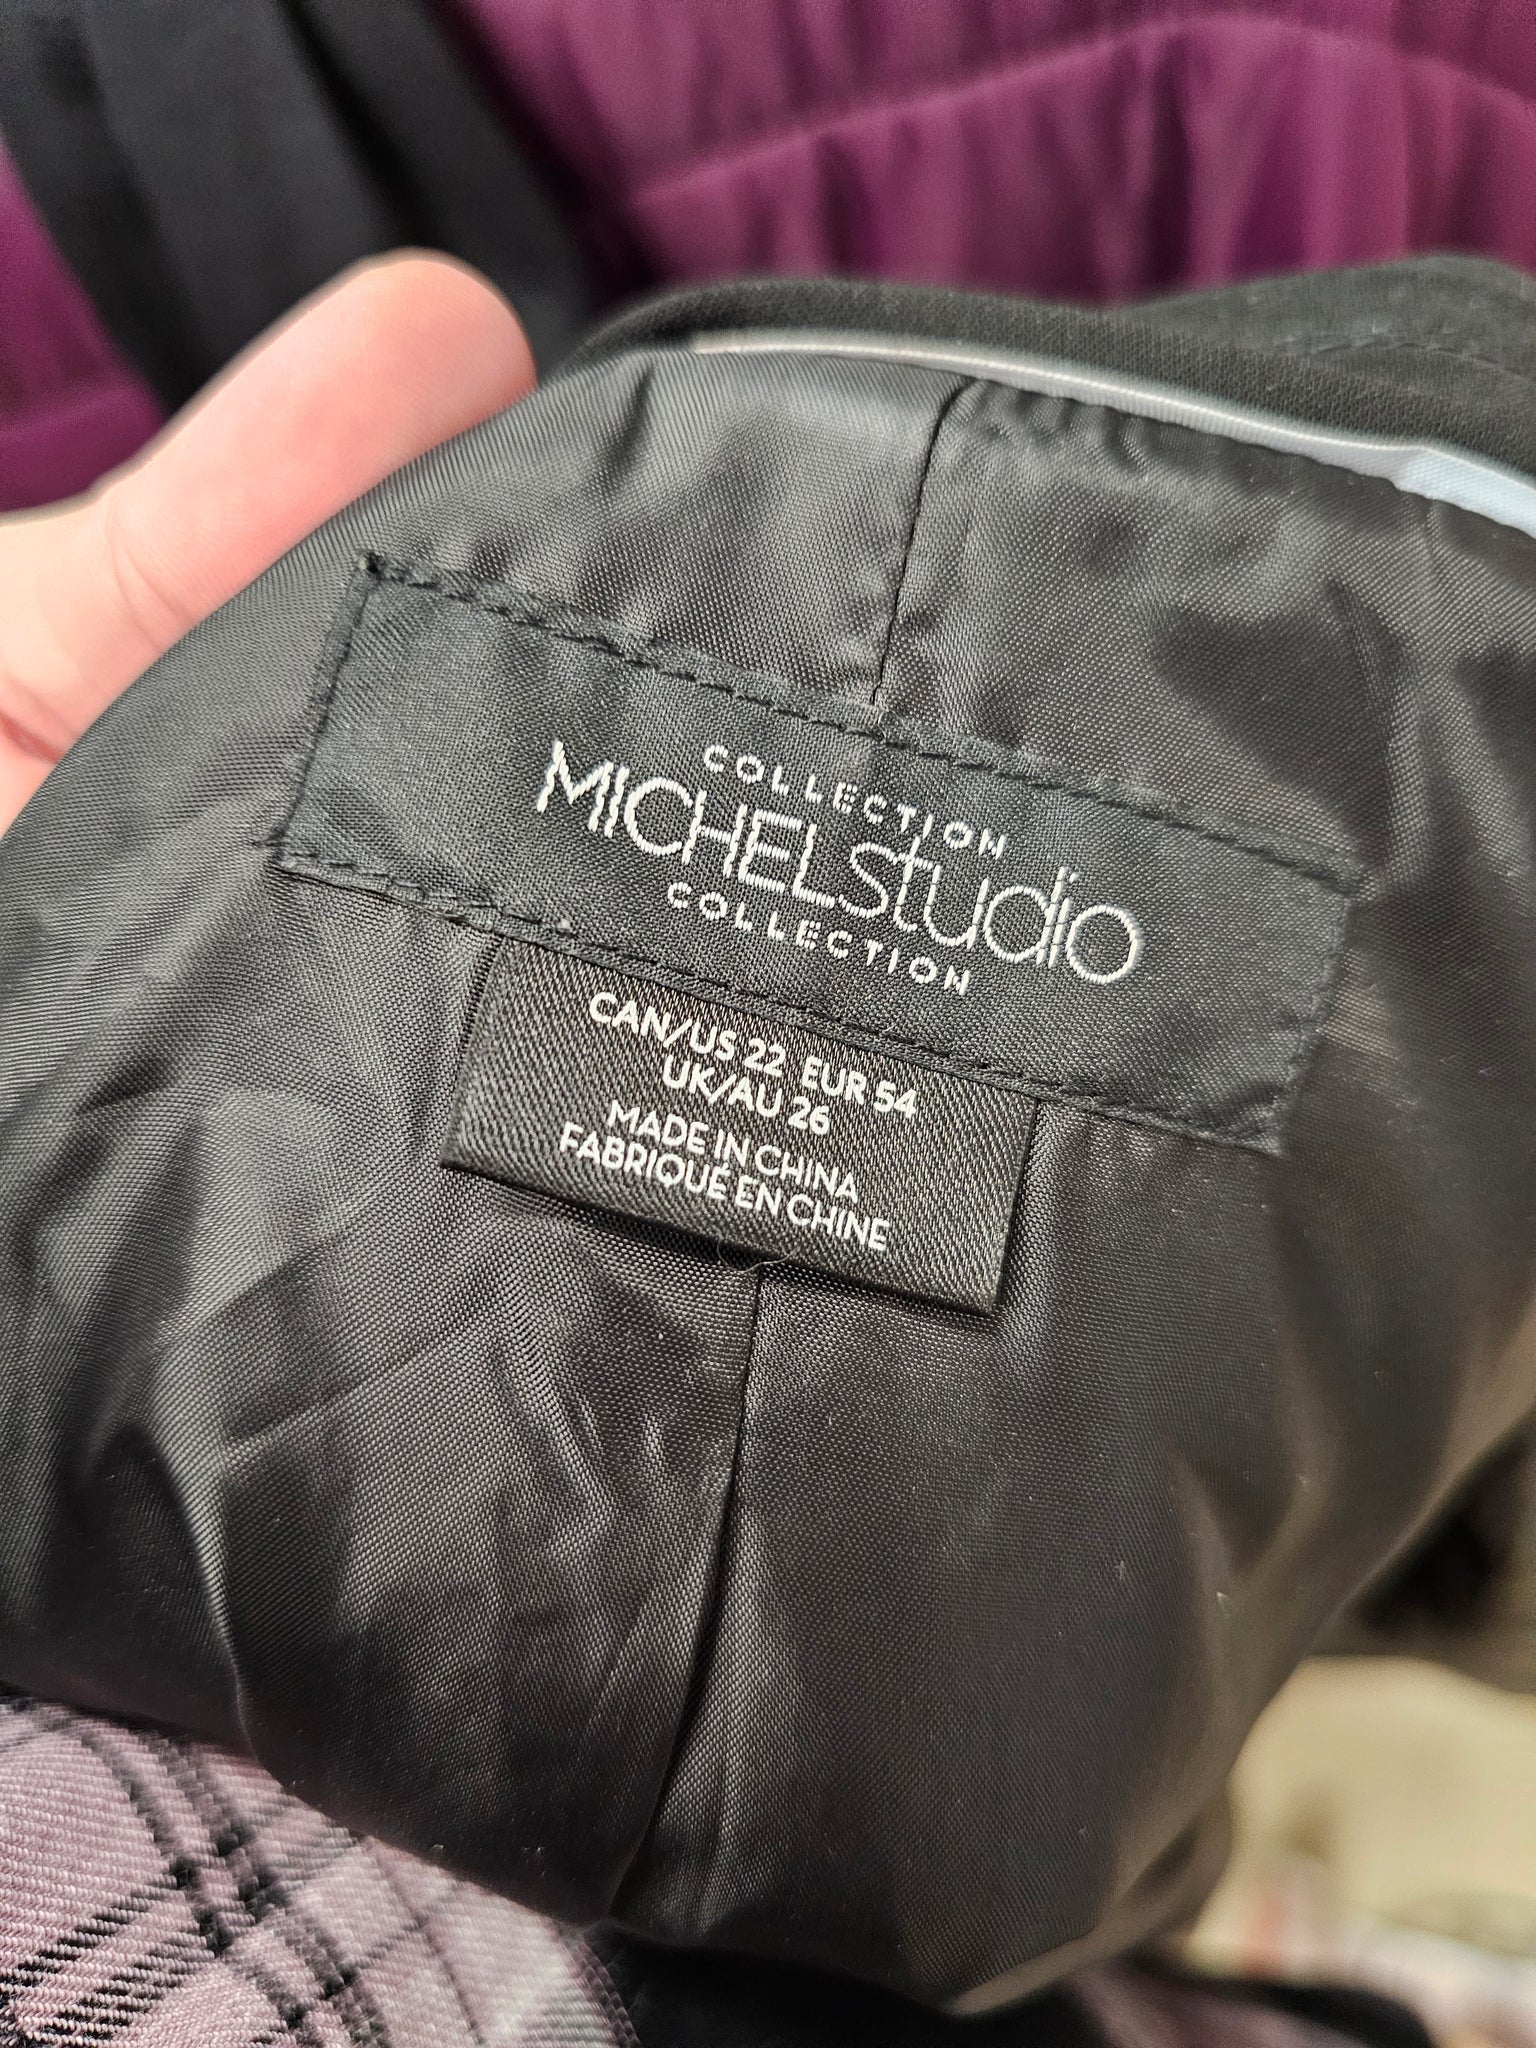 COLLECTION
MICHELstudio
COLLECTION
CAN/US 22 EUR 54
UK/AU 26
MADE IN CHINA
FABRIQUÉ EN CHINE